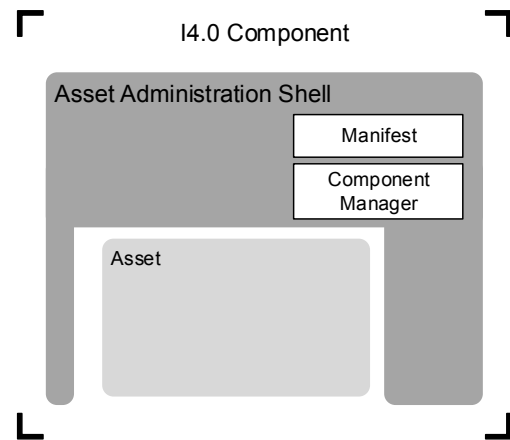 I4.0 Component
Asset Administration Shell
Manifest
Component
Manager
Asset